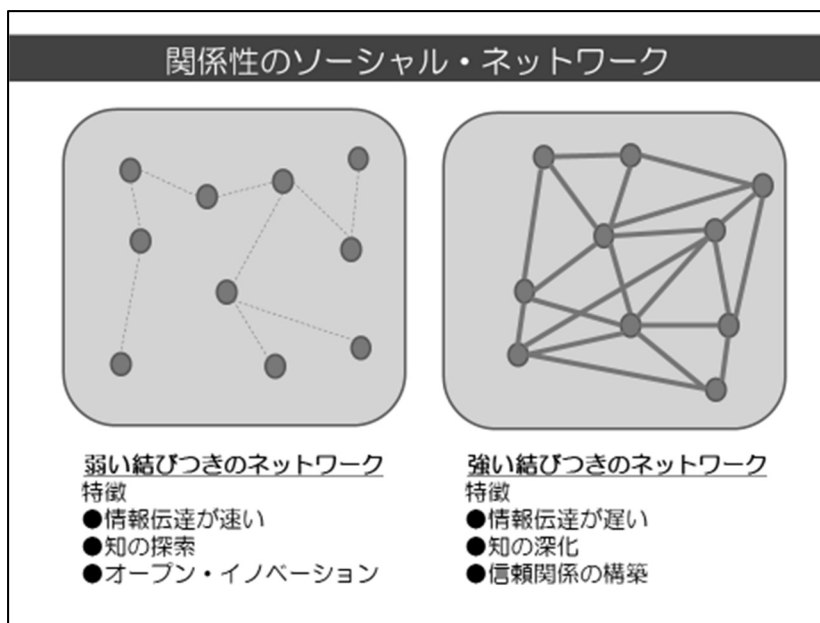 関係性のソーシャル・ネットワーク
弱い結びつきのネットワーク
特徴
●情報伝達が速い
●知の探索
●オープン・イノベーション
強い結びつきのネットワーク
特徴
●情報伝達が遅い
●知の深化
●信頼関係の構築